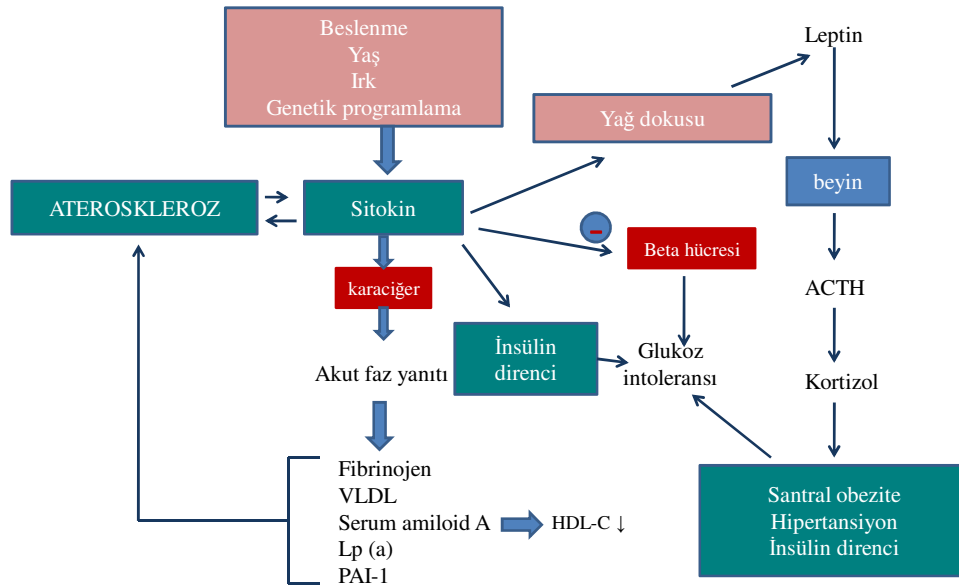 Beslenme
Yaş
Irk
Genetik programlama
Leptin
Yağ dokusu
beyin
ATEROSKLEROZ
Sitokin
-
Beta hücresi
karaciğer
ACTH
İnsülin
direnci
Glukoz
intoleransı
Akut faz yanıtı
Kortizol
Fibrinojen
VLDL
Serum amiloid A
HDL-C ↓
Lp (a)
PAI-1
Santral obezite
Hipertansiyon
İnsülin direnci